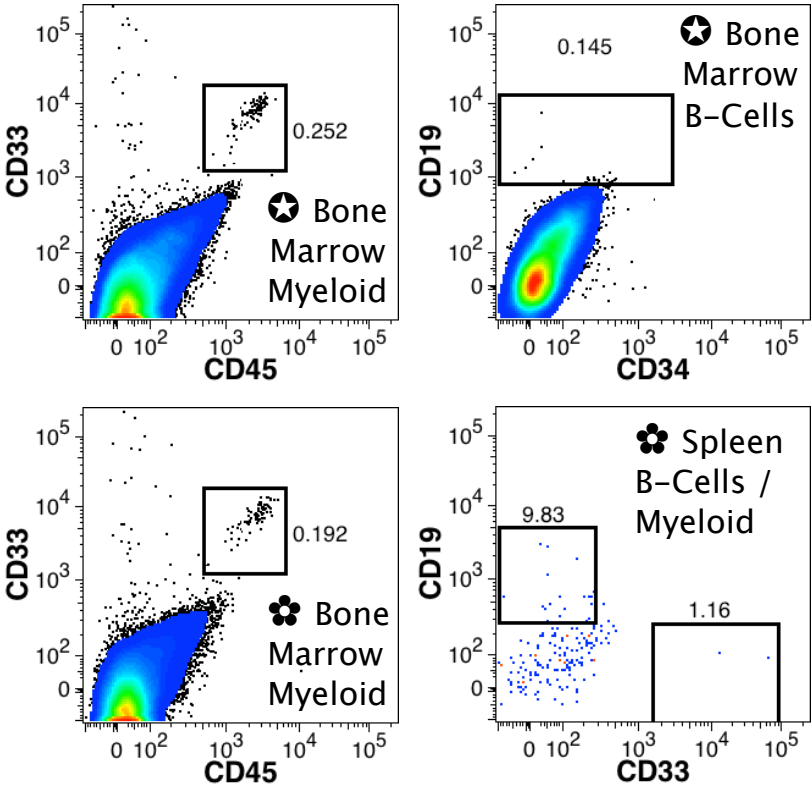 CD33
10^5
10^4
10^3
10^2
0
0.252
✪ Bone
Marrow
Myeloid
0 10^2 10^3 10^4 10^5
CD45
CD19
10^5
10^4
10^3
10^2
0
0.145
✪ Bone
Marrow
B-Cells
0 10^2 10^3 10^4 10^5
CD34
CD33
10^5
10^4
10^3
10^2
0
0.192
✿ Bone
Marrow
Myeloid
0 10^2 10^3 10^4 10^5
CD45
CD19
10^5
10^4
10^3
10^2
0
✿ Spleen
B-Cells /
Myeloid
9.83
1.16
0 10^2 10^3 10^4 10^5
CD33